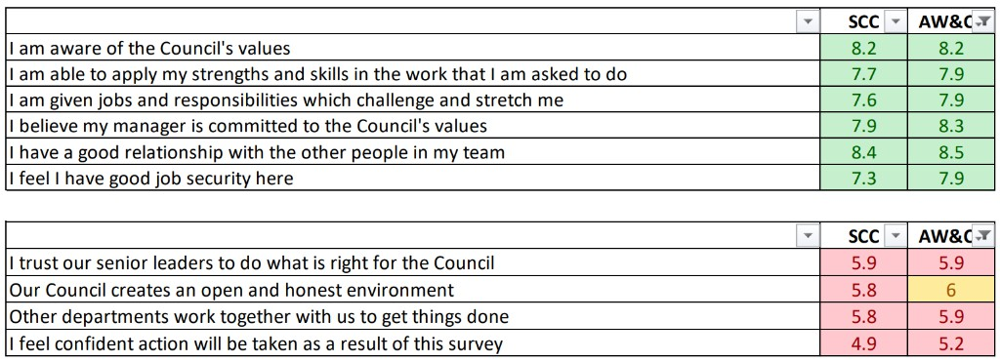 SCC AW&C
I am aware of the Council's values 8.2 8.2
I am able to apply my strengths and skills in the work that I am asked to do 7.7 7.9
I am given jobs and responsibilities which challenge and stretch me 7.6 7.9
I believe my manager is committed to the Council's values 7.9 8.3
I have a good relationship with the other people in my team 8.4 8.5
I feel I have good job security here 7.3 7.9
SCC AW&C
I trust our senior leaders to do what is right for the Council 5.9 5.9
Our Council creates an open and honest environment 5.8 6
Other departments work together with us to get things done 5.8 5.9
I feel confident action will be taken as a result of this survey 4.9 5.2